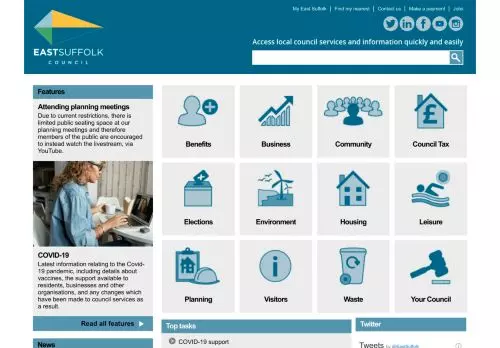 My East Suffolk | Find my nearest | Contact us | Make a payment | Jobs
EASTSUFFOLK
COUNCIL
Access local council services and information quickly and easily
Features
Attending planning meetings
Due to current restrictions, there is
limited public seating space at our
planning meetings and therefore
members of the public are encouraged
to instead watch the livestream, via
YouTube.
COVID-19
Latest information relating to the Covid-
19 pandemic, including details about
vaccines, the support available to
residents, businesses and other
organisations, and any changes which
have been made to council services as
a result.
Read all features
News
Benefits
Business
Community
Council Tax
Elections
Environment
Housing
Leisure
Planning
Visitors
Waste
Your Council
Top tasks
COVID-19 support
Twitter
Tweets by @EastSuffolk